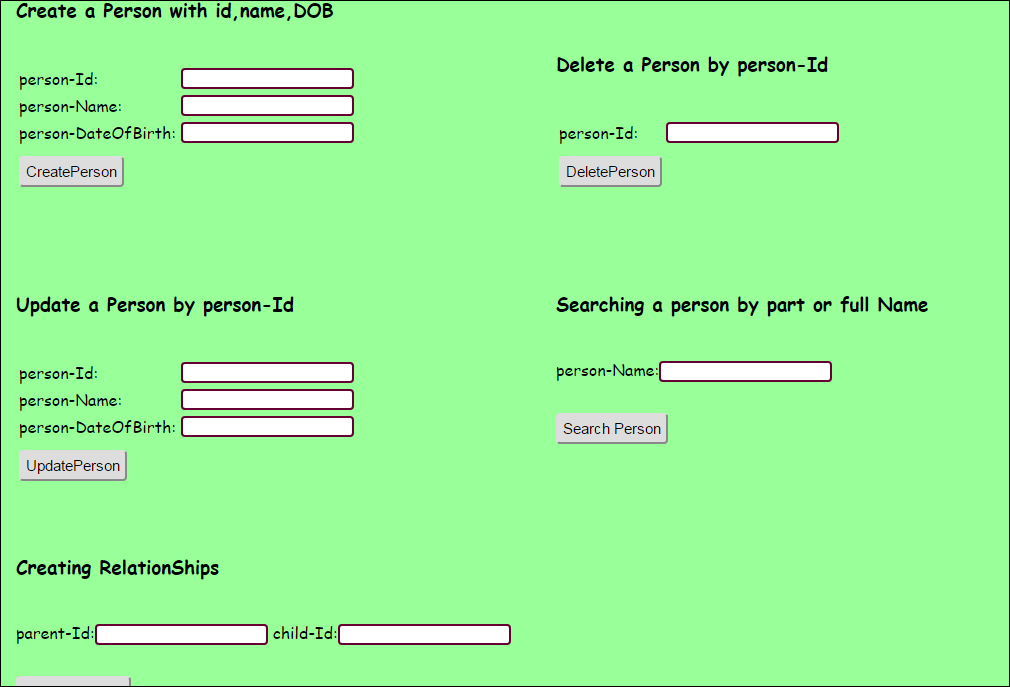 Create a Person with id,name,DOB
person-Id:
person-Name:
person-DateOfBirth:
CreatePerson
Delete a Person by person-Id
person-Id:
DeletePerson
Update a Person by person-Id
person-Id:
person-Name:
person-DateOfBirth:
UpdatePerson
Searching a person by part or full Name
person-Name:
Search Person
Creating RelationShips
parent-Id: child-Id: